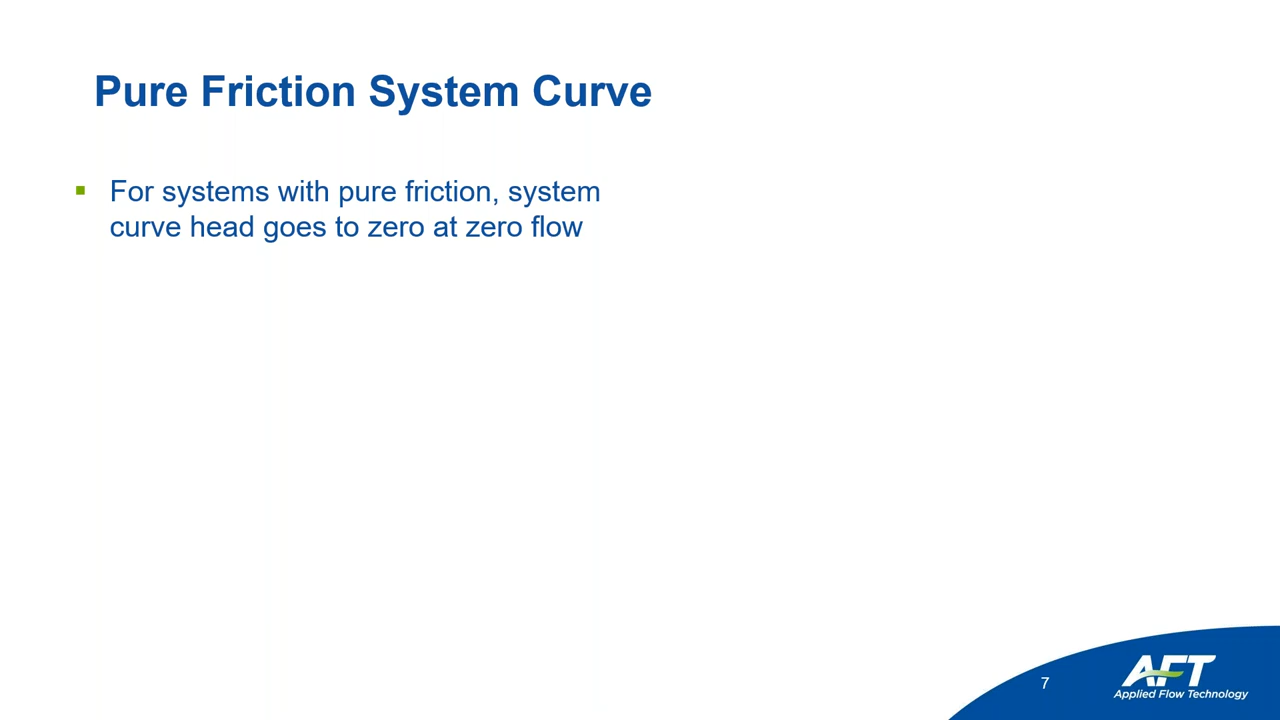 Pure Friction System Curve
▪ For systems with pure friction, system
curve head goes to zero at zero flow
7
AFT
Applied Flow Technology